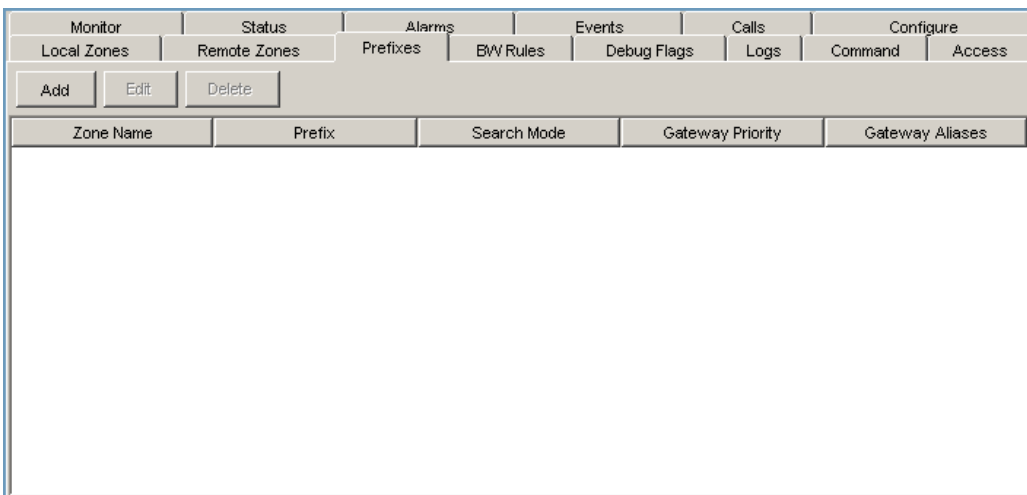 Monitor Status Alarms Events Calls Configure
Local Zones Remote Zones Prefixes BW Rules Debug Flags Logs Command Access
Add Edit Delete
Zone Name Prefix Search Mode Gateway Priority Gateway Aliases